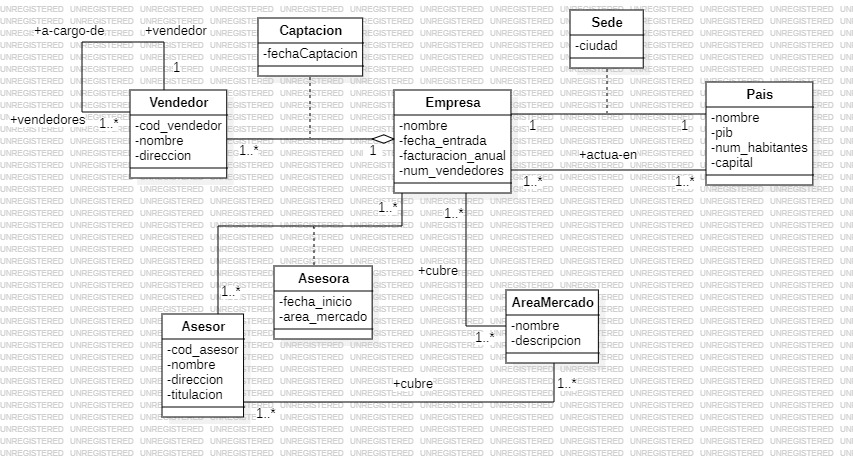 +a-cargo-de
+vendedor
1
+vendedores
1..*
Vendedor
-cod_vendedor
-nombre
-direccion
1..*
Captacion
-fechaCaptacion
1
Empresa
-nombre
-fecha_entrada
-facturacion_anual
-num_vendedores
Sede
-ciudad
1
1
+actua-en
1..*
1..*
Pais
-nombre
-pib
-num_habitantes
-capital
1..*
1..*
+cubre
1..*
Asesora
-fecha_inicio
-area_mercado
1..*
Asesor
-cod_asesor
-nombre
-direccion
-titulacion
AreaMercado
-nombre
-descripcion
+cubre
1..*
1..*
UNREGISTERED